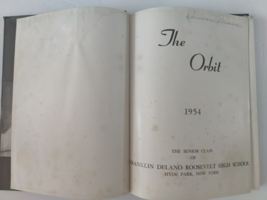 The
Orbit
1954
THE SENIOR CLASS
OF
FRANKLIN DELANO ROOSEVELT HIGH SCHOOL
HYDE PARK, NEW YORK